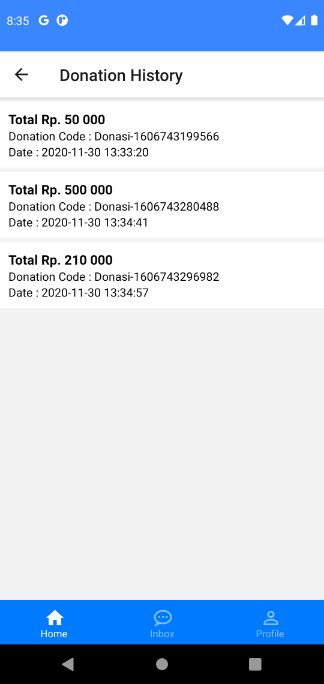 8:35
Donation History
Total Rp. 50 000
Donation Code : Donasi-1606743199566
Date : 2020-11-30 13:33:20
Total Rp. 500 000
Donation Code : Donasi-1606743280488
Date : 2020-11-30 13:34:41
Total Rp. 210 000
Donation Code : Donasi-1606743296982
Date : 2020-11-30 13:34:57
Home Inbox Profile